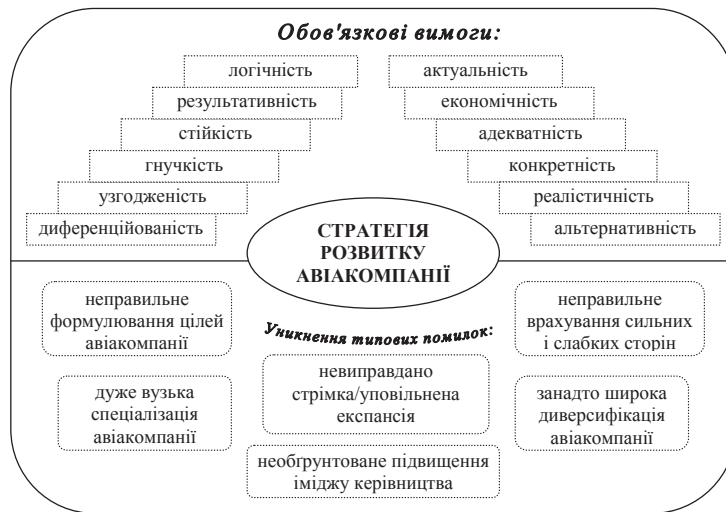 Обов'язкові вимоги:
логічність
актуальність
результативність
економічність
стійкість
адекватність
гнучкість
конкретність
узгодженість
реалістичність
диференційованість
альтернативність
СТРАТЕГІЯ
РОЗВИТКУ
АВІАКОМПАНІЇ
Уникнення типових помилок:
неправильне
формулювання цілей
авіакомпанії
неправильне
врахування сильних
і слабких сторін
невиправдано
стрімка/уповільнена
експансія
дуже вузька
спеціалізація
авіакомпанії
занадто широка
диверсифікація
авіакомпанії
необґрунтоване підвищення
іміджу керівництва